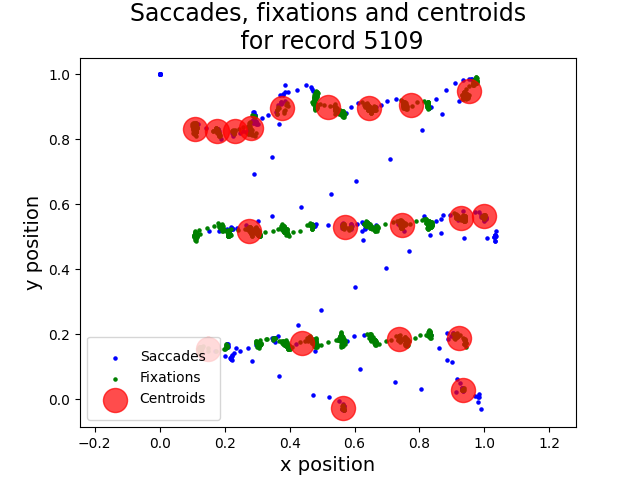 Saccades, fixations and centroids
for record 5109
1.0
0.8
0.6
0.4
0.2
0.0
y position
Saccades
Fixations
Centroids
−0.2
0.0
0.2
0.4
0.6
0.8
1.0
1.2
x position